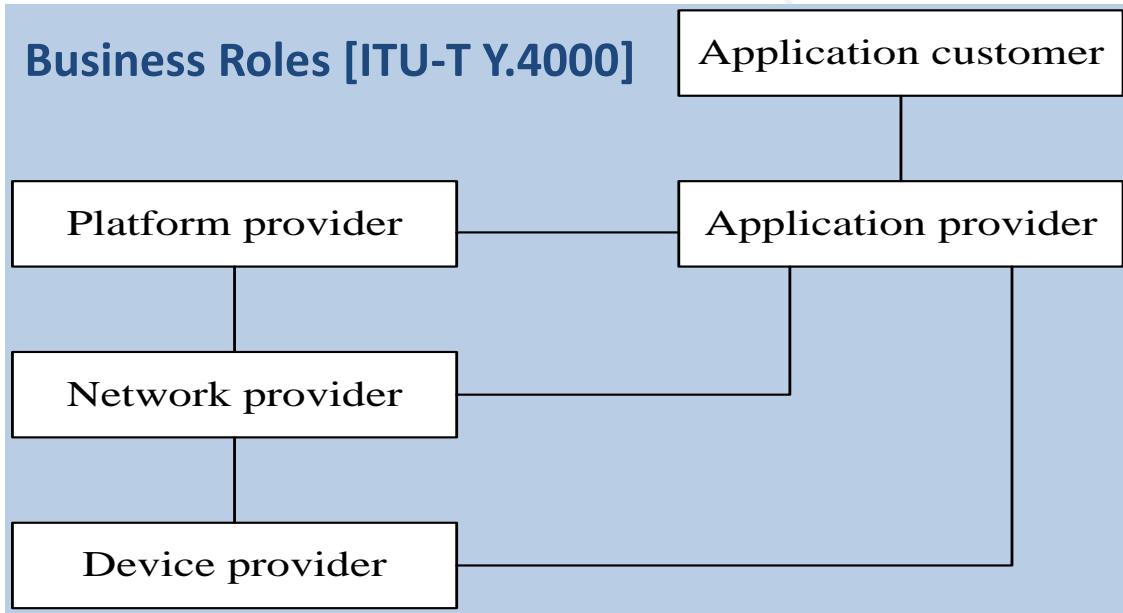 Business Roles [ITU-T Y.4000]
Application customer
Platform provider
Application provider
Network provider
Device provider